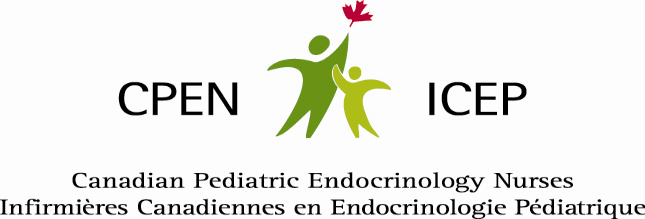 CPEN ICEP
Canadian Pediatric Endocrinology Nurses
Infirmières Canadiennes en Endocrinologie Pédiatrique